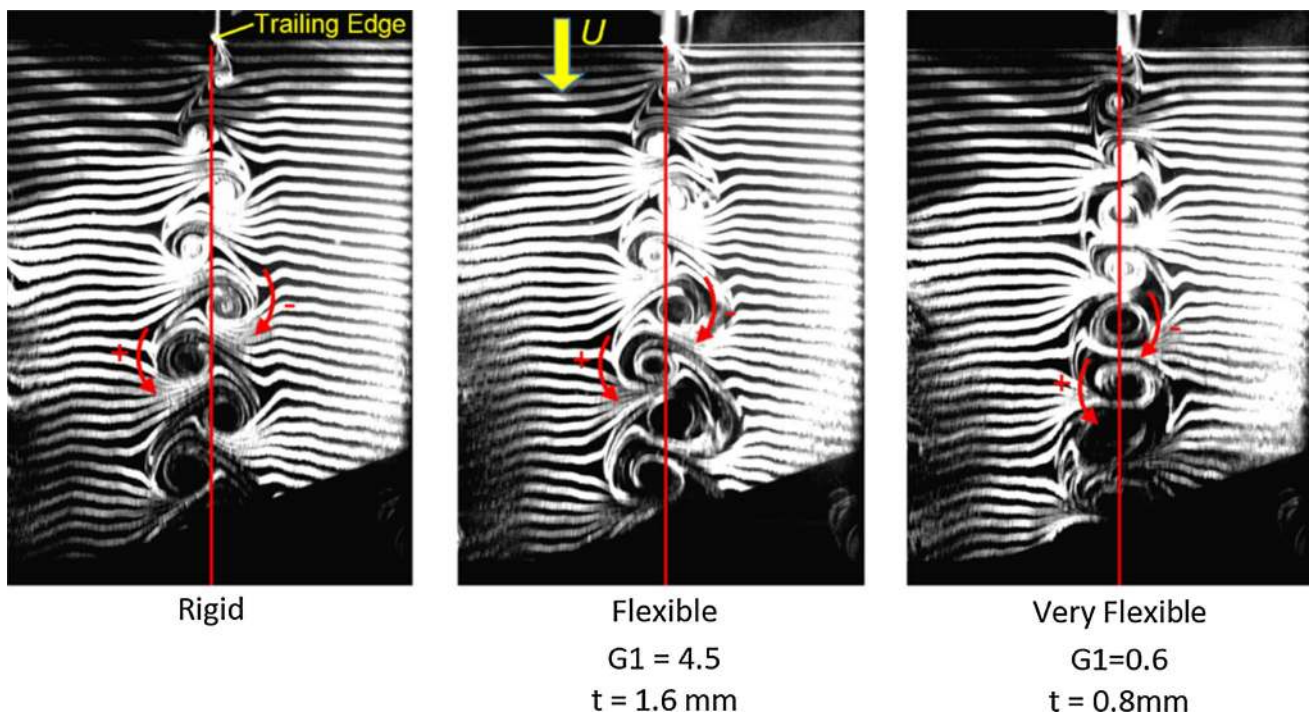 Trailing Edge
U
-
+
-
+
-
+
Rigid
Flexible
Very Flexible
G1 = 4.5
G1=0.6
t = 1.6 mm
t = 0.8mm